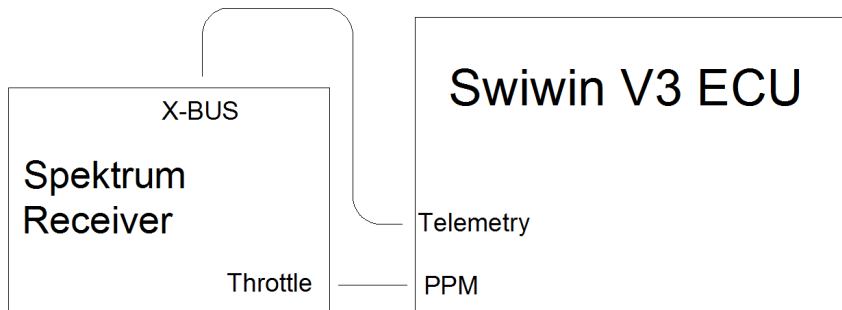 Swiwin V3 ECU
X-BUS
Spektrum
Receiver
Telemetry
Throttle
PPM